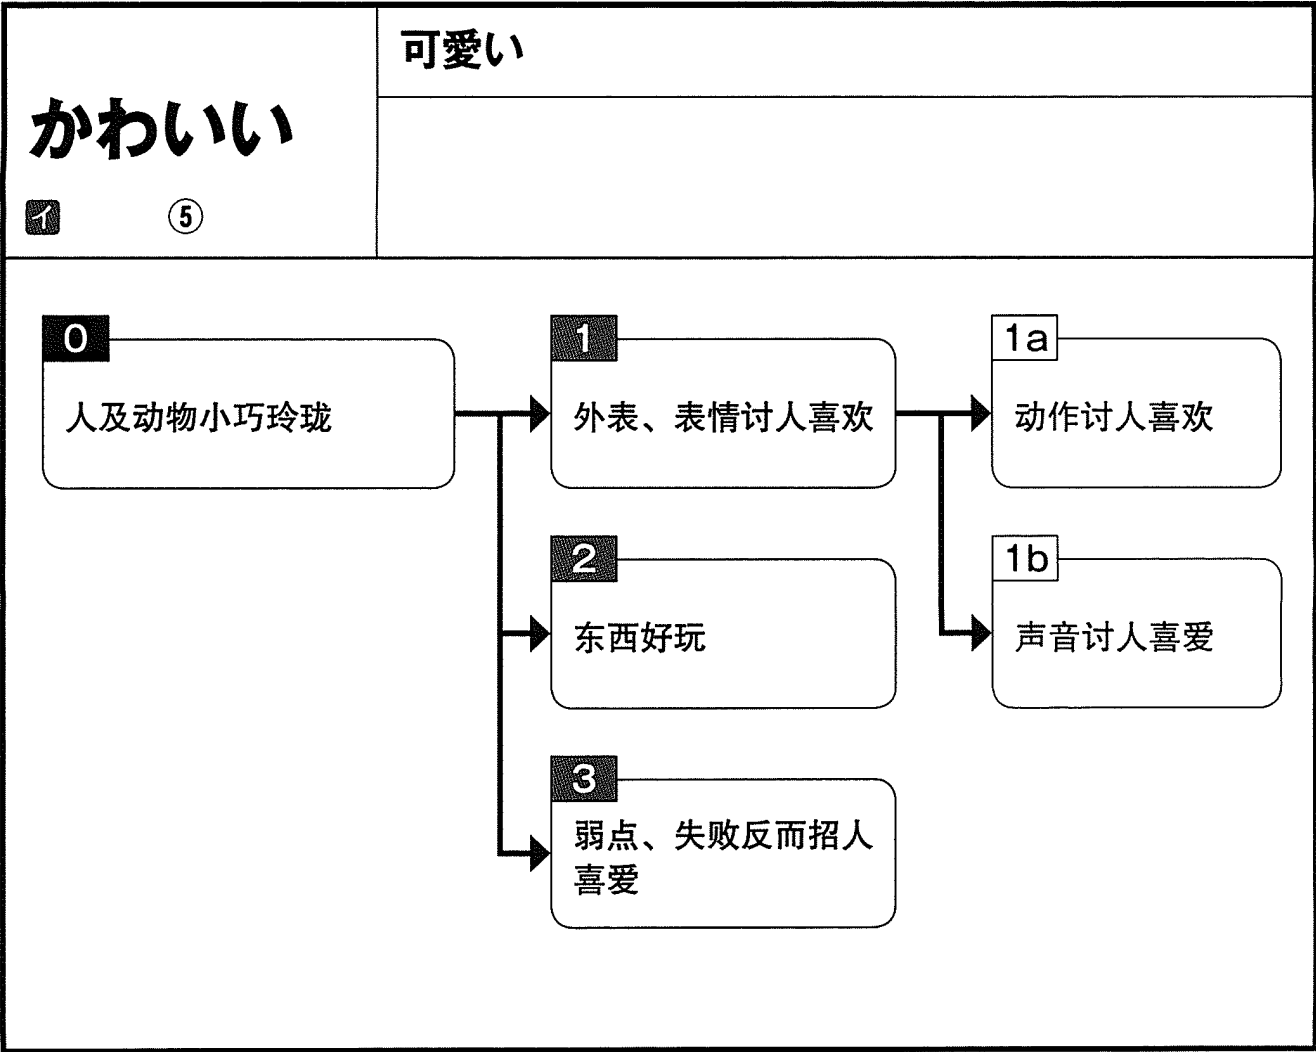 かわいい
イ ⑤
可愛い
0
人及动物小巧玲珑
1
外表、表情讨人喜欢
1a
动作讨人喜欢
2
东西好玩
1b
声音讨人喜爱
3
弱点、失败反而招人
喜爱